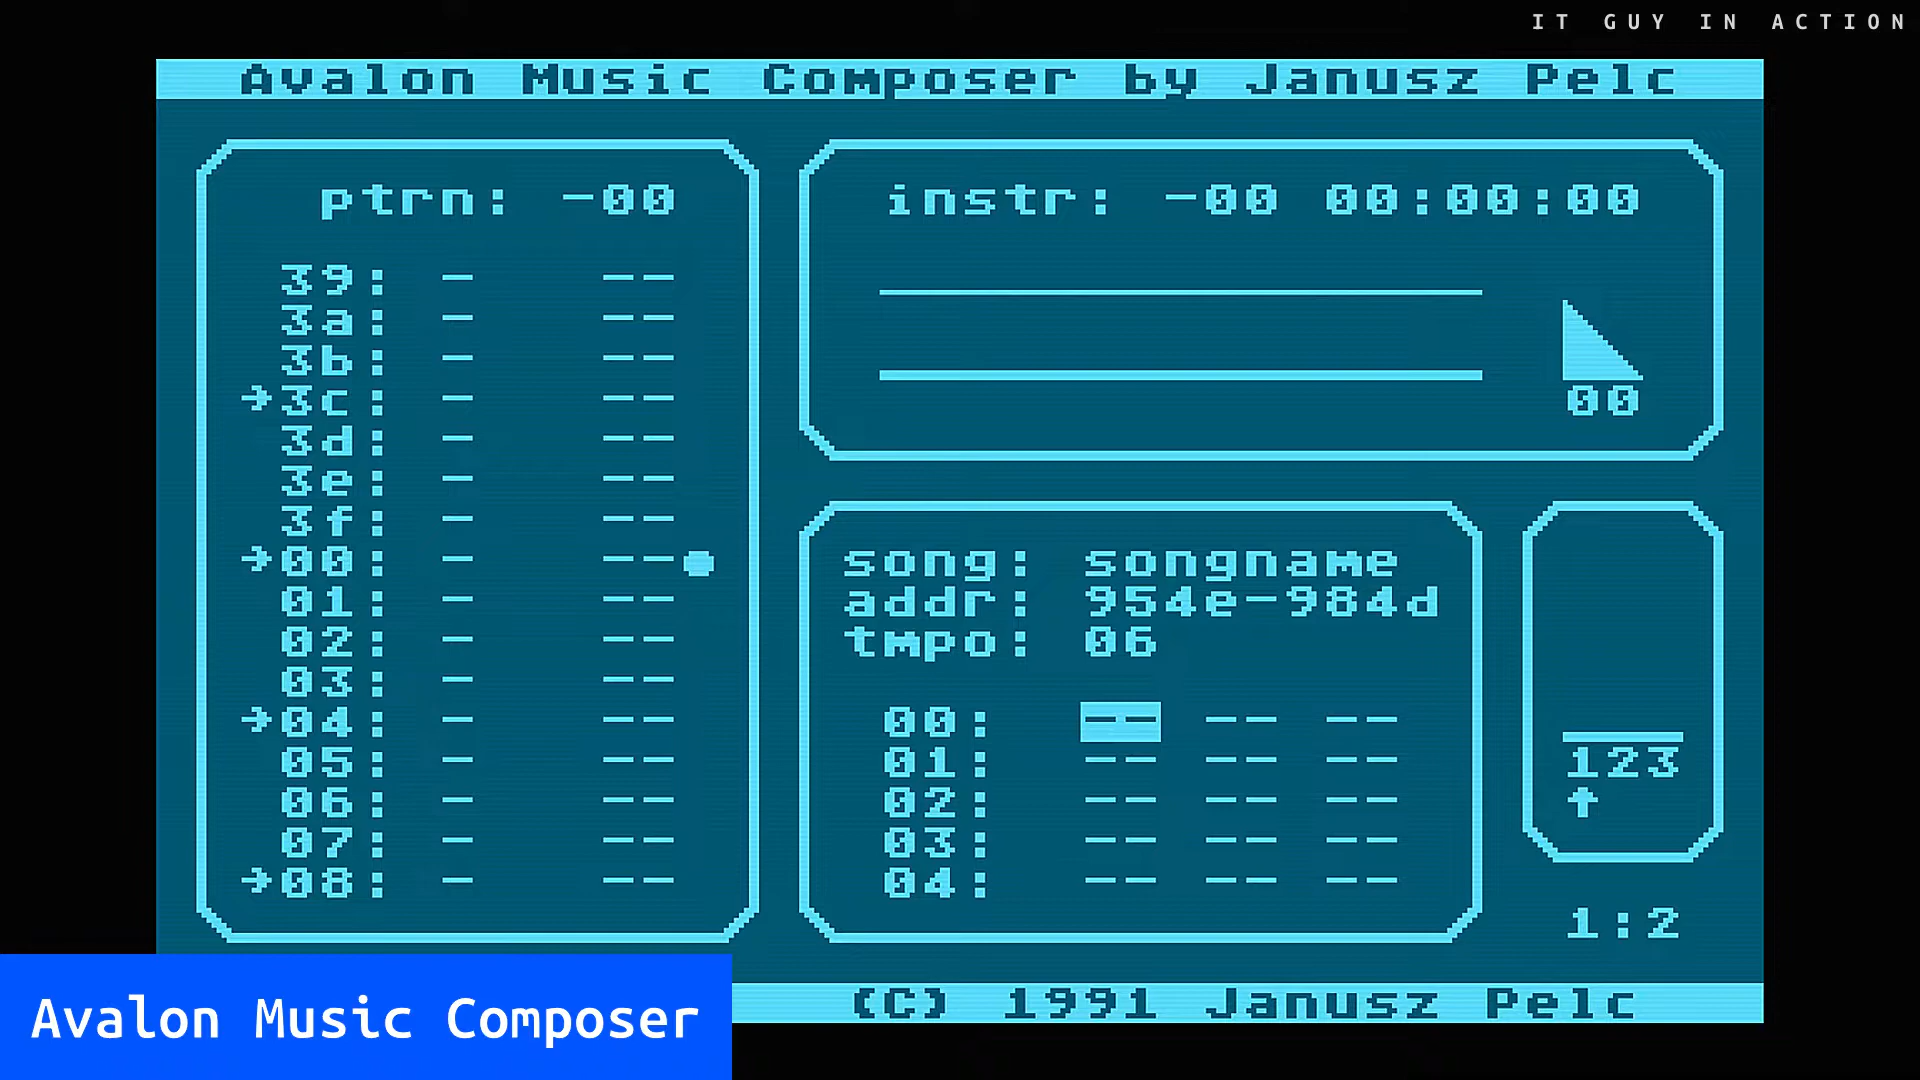 IT GUY IN ACTION
Avalon Music Composer by Janusz Pelc
ptrn: -00
39: - --
3a: - --
3b: - --
→3c: - --
3d: - --
3e: - --
3f: - --
→00: - --
01: - --
02: - --
03: - --
→04: - --
05: - --
06: - --
07: - --
→08: - --
instr: -00 00:00:00
00
song: songname
addr: 954e-984d
tmpo: 06
00: -- -- --
01: -- -- --
02: -- -- --
03: -- -- --
04: -- -- --
123
↑
1:2
(C) 1991 Janusz Pelc
Avalon Music Composer